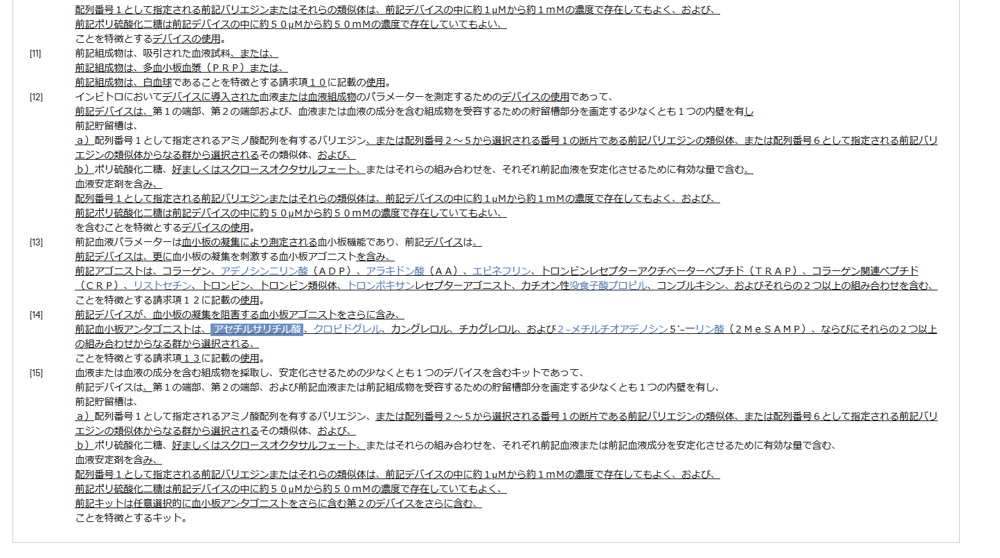 配列番号１として指定される前記バリエジンまたはそれらの類似体は、前記デバイスの中に約１μＭから約１ｍＭの濃度で存在してもよく、および、
前記ポリ硫酸化二糖は前記デバイスの中に約５０μＭから約５０ｍＭの濃度で存在していてもよい、
ことを特徴とするデバイスの使用。
[11] 前記組成物は、吸引された血液試料、または、
前記組成物は、多血小板血漿（ＰＲＰ）または、
前記組成物は、白血球であることを特徴とする請求項１０に記載の使用。
[12] インビトロにおいてデバイスに導入された血液または血液組成物のパラメーターを測定するためのデバイスの使用であって、
前記デバイスは、第１の端部、第２の端部および、血液または血液の成分を含む組成物を受容するための貯留槽部分を画定する少なくとも１つの内壁を有し
前記貯留槽は、
ａ）配列番号１として指定されるアミノ酸配列を有するバリエジン、または配列番号２～５から選択される番号１の断片である前記バリエジンの類似体、または配列番号６として指定される前記バリ
エジンの類似体からなる群から選択されるその類似体、および、
ｂ）ポリ硫酸化二糖、好ましくはスクロースオクタサルフェート、またはそれらの組み合わせを、それぞれ前記血液を安定化させるために有効な量で含む、
血液安定剤を含み、
配列番号１として指定される前記バリエジンまたはそれらの類似体は、前記デバイスの中に約１μＭから約１ｍＭの濃度で存在してもよく、および、
前記ポリ硫酸化二糖は前記デバイスの中に約５０μＭから約５０ｍＭの濃度で存在していてもよい、
を含むことを特徴とするデバイスの使用。
[13] 前記血液パラメーターは血小板の凝集により測定される血小板機能であり、前記デバイスは、
前記デバイスは、更に血小板の凝集を刺激する血小板アゴニストを含み、
前記アゴニストは、コラーゲン、アデノシンニリン酸（ＡＤＰ）、アラキドン酸（ＡＡ）、エピネフリン、トロンビンレセプターアクチベーターペプチド（ＴＲＡＰ）、コラーゲン関連ペプチド
（ＣＲＰ）、リストセチン、トロンビン、トロンビン類似体、トロンボキサンレセプターアゴニスト、カチオン性没食子酸プロピル、コンブルキシン、およびそれらの２つ以上の組み合わせを含む、
ことを特徴とする請求項１２に記載の使用。
[14] 前記デバイスが、血小板の凝集を阻害する血小板アゴニストをさらに含み、
前記血小板アンタゴニストは、アセチルサリチル酸、クロピドグレル、カングレロル、チカグレロル、および２－メチルチオアデノシン５’－一リン酸（２ＭｅＳＡＭＰ）、ならびにそれらの２つ以上
の組み合わせからなる群から選択される、
ことを特徴とする請求項１３に記載の使用。
[15] 血液または血液の成分を含む組成物を採取し、安定化させるための少なくとも１つのデバイスを含むキットであって、
前記デバイスは、第１の端部、第２の端部、および前記血液または前記組成物を受容するための貯留槽部分を画定する少なくとも１つの内壁を有し、
前記貯留槽は、
ａ）配列番号１として指定されるアミノ酸配列を有するバリエジン、または配列番号２～５から選択される番号１の断片である前記バリエジンの類似体、または配列番号６として指定される前記バリ
エジンの類似体からなる群から選択されるその類似体、および、
ｂ）ポリ硫酸化二糖、好ましくはスクロースオクタサルフェート、またはそれらの組み合わせを、それぞれ前記血液または前記血液成分を安定化させるために有効な量で含む、
血液安定剤を含み、
配列番号１として指定される前記バリエジンまたはそれらの類似体は、前記デバイスの中に約１μＭから約１ｍＭの濃度で存在してもよく、および、
前記ポリ硫酸化二糖は前記デバイスの中に約５０μＭから約５０ｍＭの濃度で存在していてもよく、
前記キットは任意選択的に血小板アンタゴニストをさらに含む第２のデバイスをさらに含む、
ことを特徴とするキット。